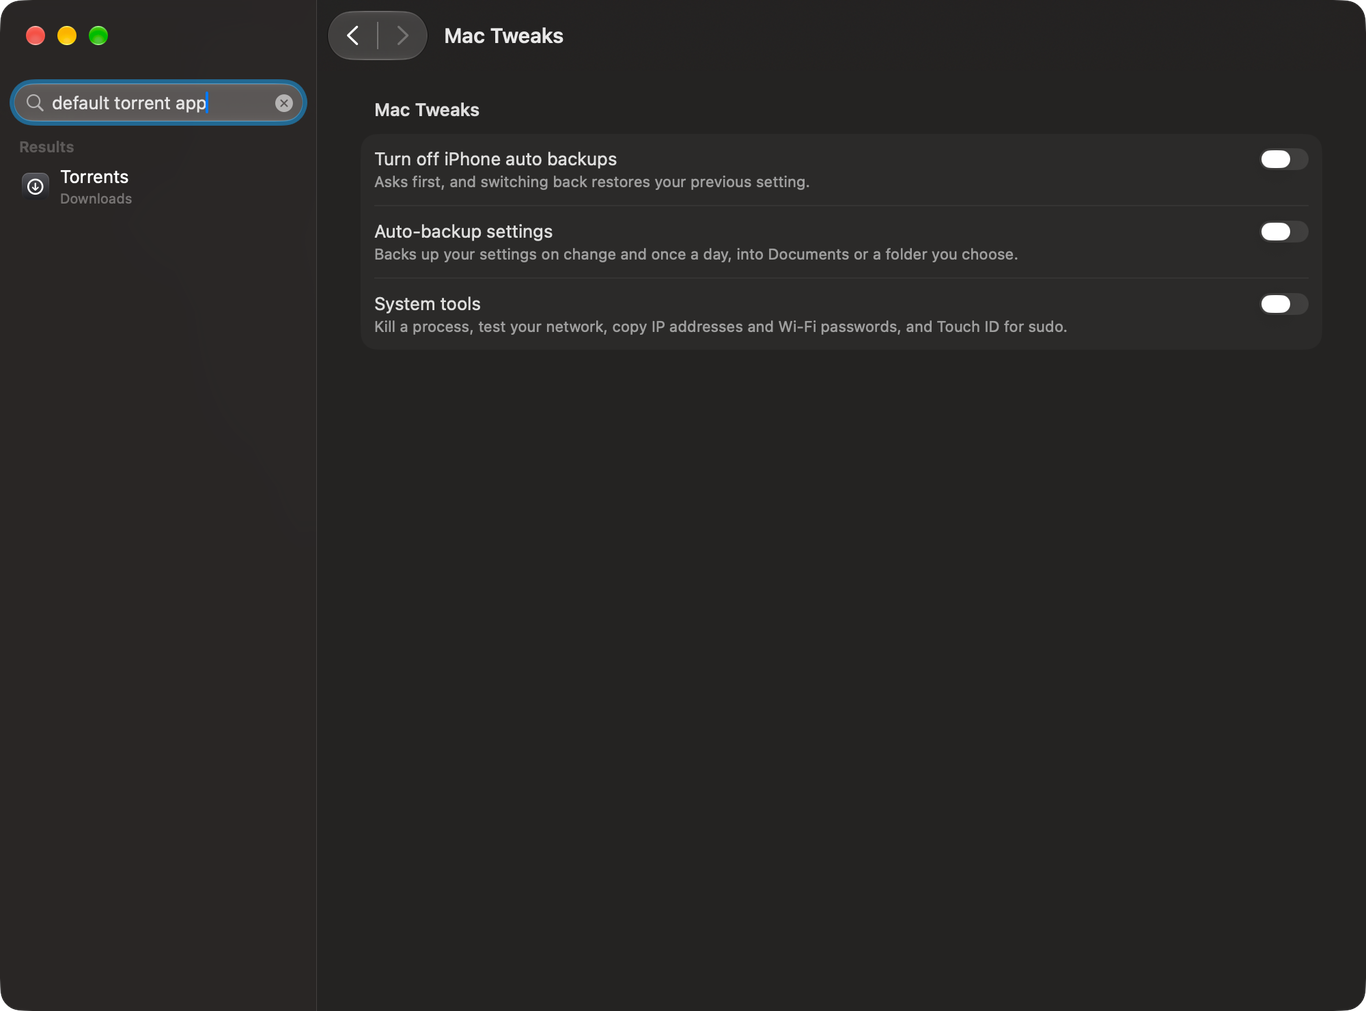 Mac Tweaks
default torrent app
Results
Torrents
Downloads
Mac Tweaks
Turn off iPhone auto backups
Asks first, and switching back restores your previous setting.
Auto-backup settings
Backs up your settings on change and once a day, into Documents or a folder you choose.
System tools
Kill a process, test your network, copy IP addresses and Wi-Fi passwords, and Touch ID for sudo.